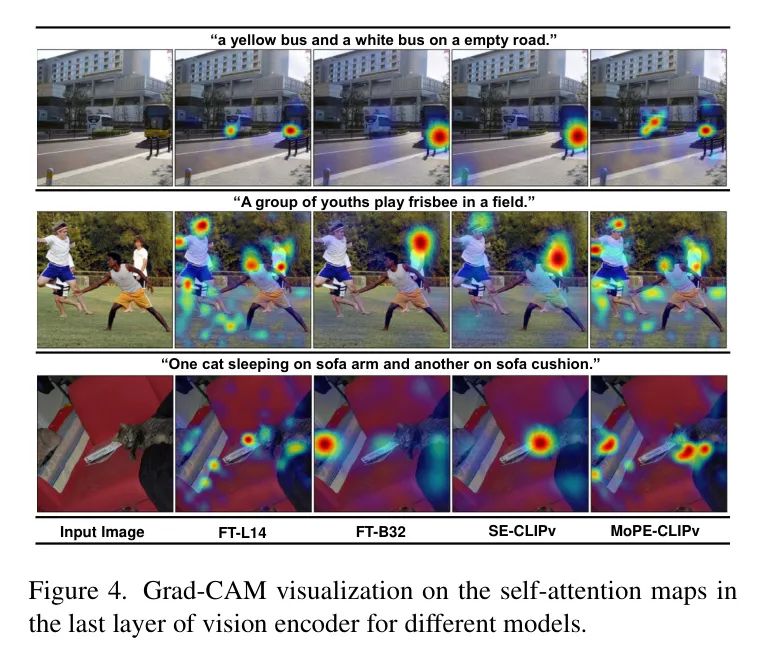 “a yellow bus and a white bus on a empty road.”
“A group of youths play frisbee in a field.”
“One cat sleeping on sofa arm and another on sofa cushion.”
Input Image FT-L14 FT-B32 SE-CLIPv MoPE-CLIPv
Figure 4. Grad-CAM visualization on the self-attention maps in
the last layer of vision encoder for different models.